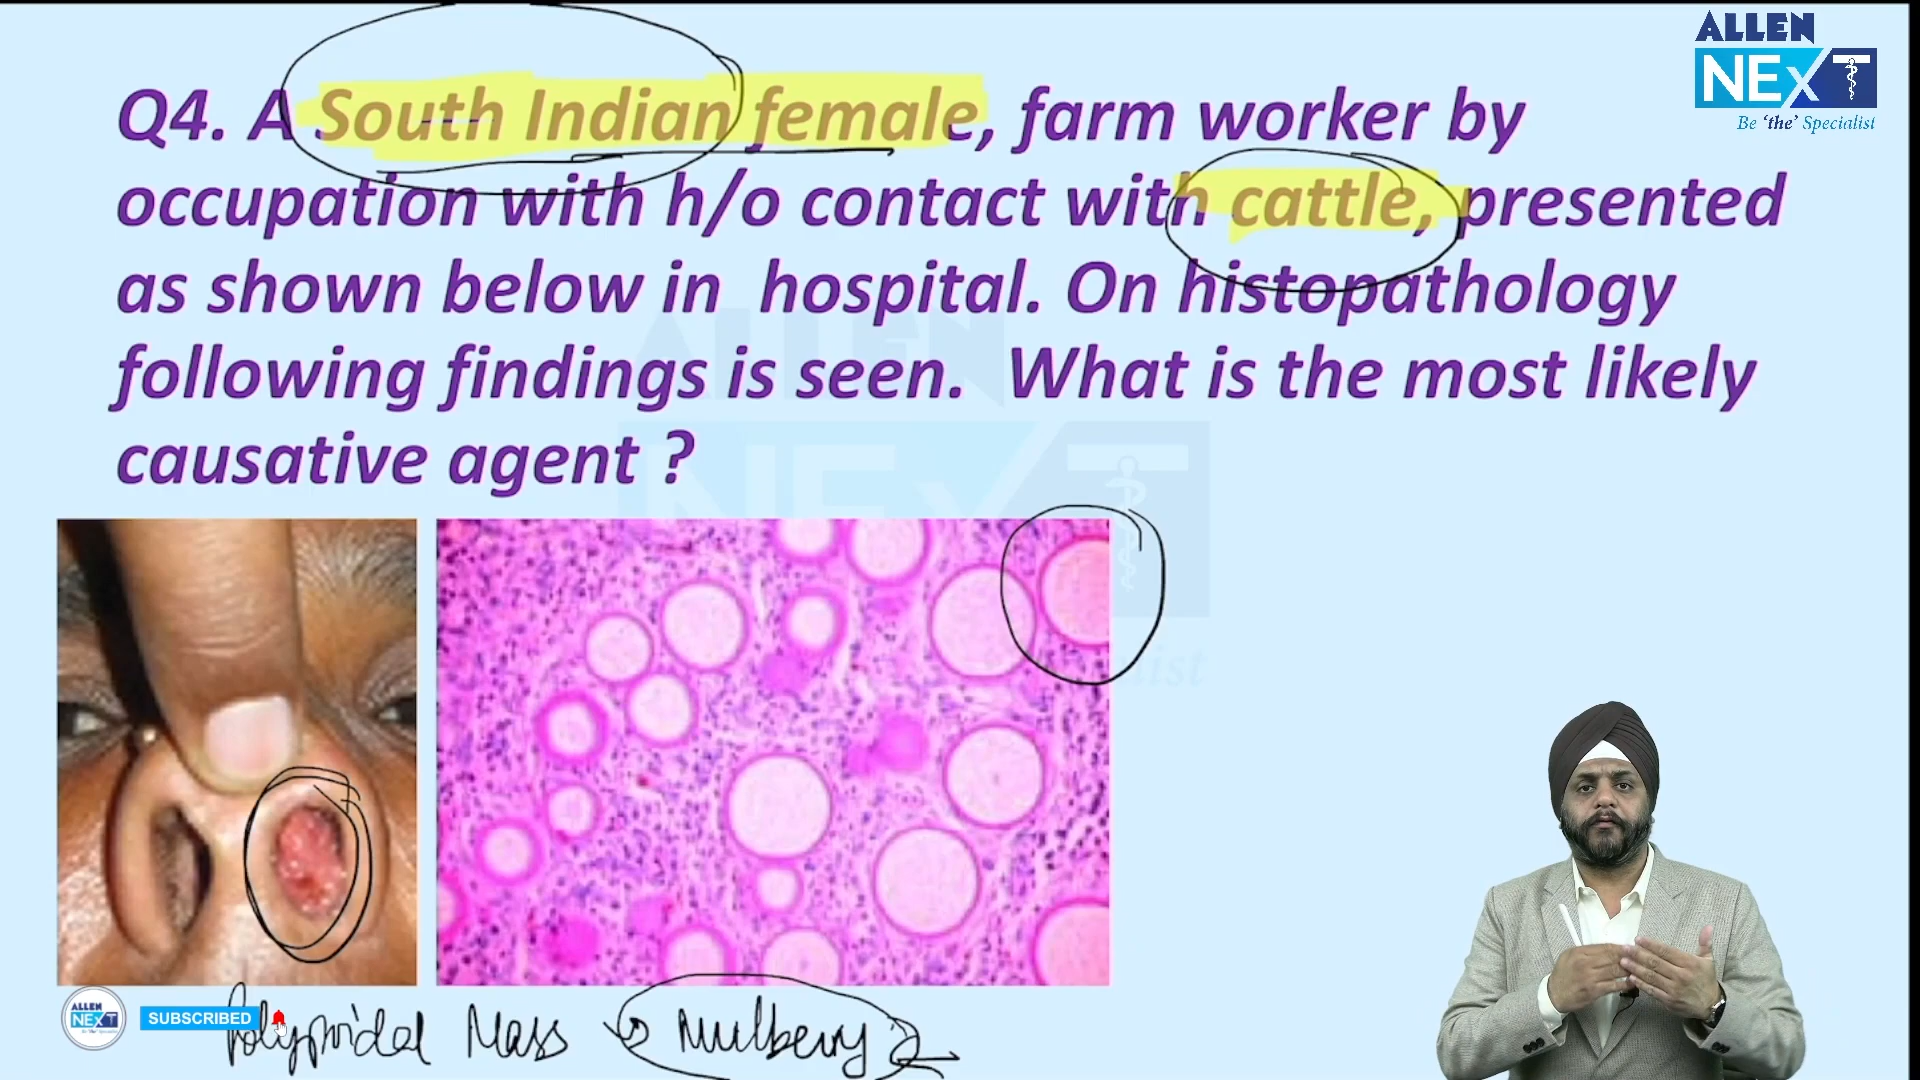 ALLEN
NEXT
Be 'the' Specialist
Q4. A South Indian female, farm worker by
occupation with h/o contact with cattle, presented
as shown below in hospital. On histopathology
following findings is seen. What is the most likely
causative agent ?
ALLEN
NEXT
SUBSCRIBED
Polypoidal Mass → Mulberry